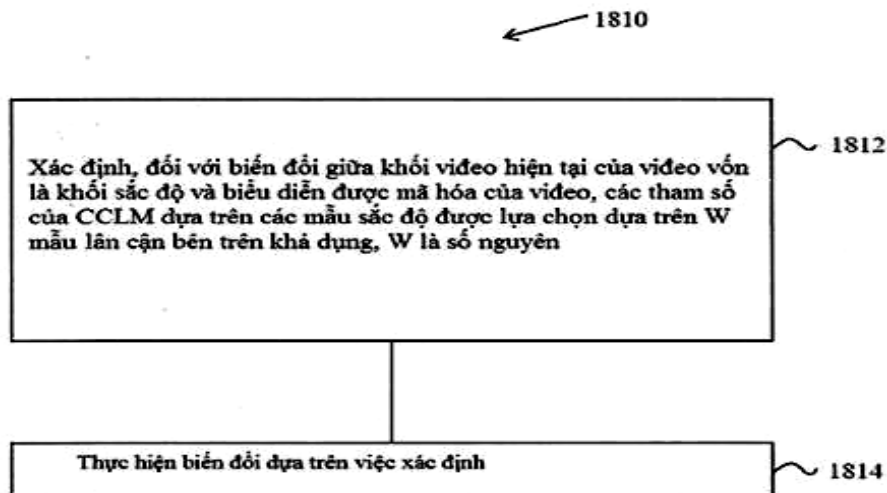 1810
1812
Xác định, đối với biến đổi giữa khối video hiện tại của video vốn
là khối sắc độ và biểu diễn được mã hóa của video, các tham số
của CCLM dựa trên các mẫu sắc độ được lựa chọn dựa trên W
mẫu lân cận bên trên khả dụng, W là số nguyên
Thực hiện biến đổi dựa trên việc xác định
1814